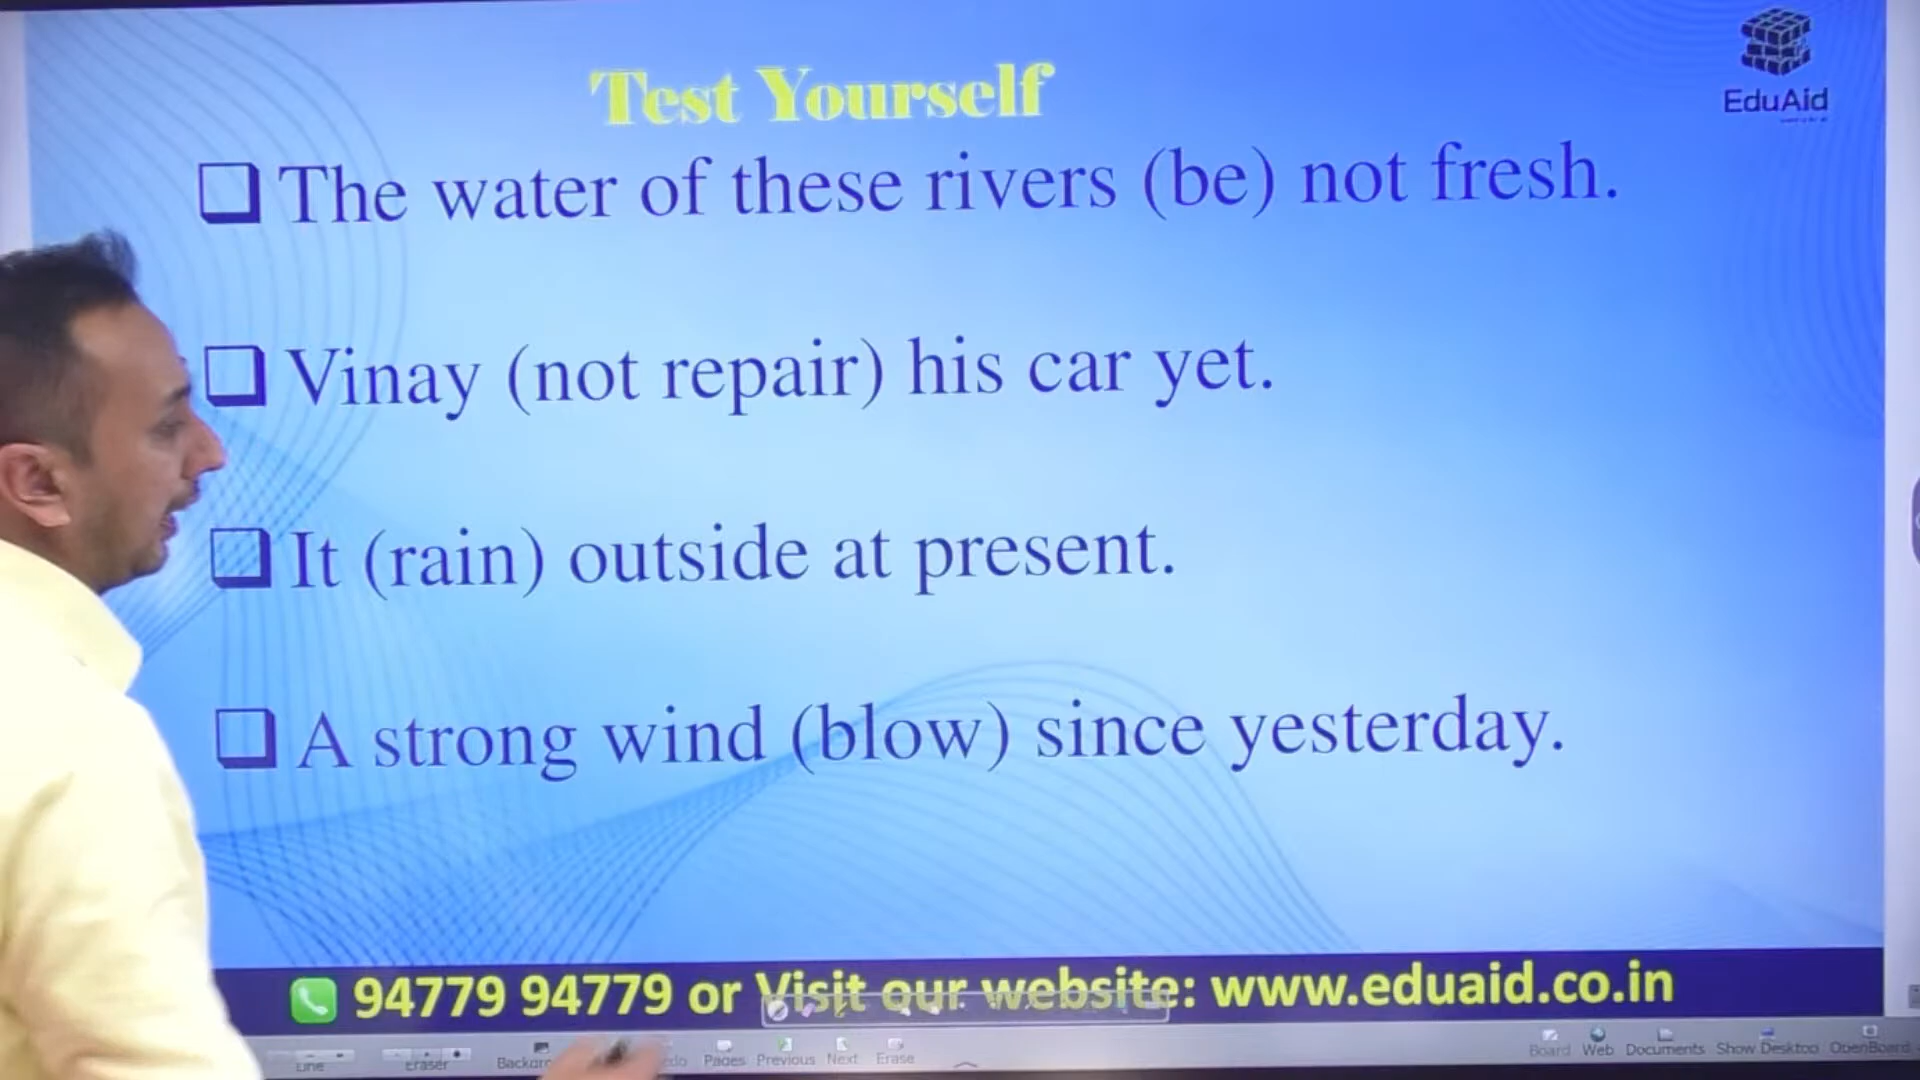 Test Yourself
EduAid
❑ The water of these rivers (be) not fresh.
❑ Vinay (not repair) his car yet.
❑ It (rain) outside at present.
❑ A strong wind (blow) since yesterday.
94779 94779 or Visit our website: www.eduaid.co.in
Line Eraser Pages Previous Next Erase Board Web Documents Show Desktop OpenBoard